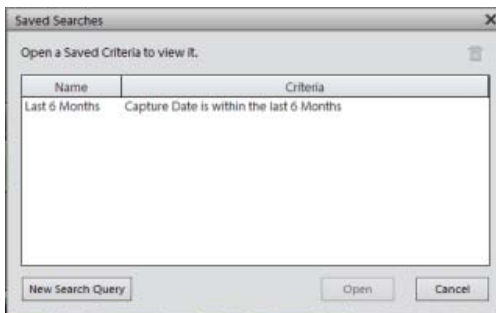 Saved Searches
Open a Saved Criteria to view it.
Name Criteria
Last 6 Months Capture Date is within the last 6 Months
New Search Query Open Cancel